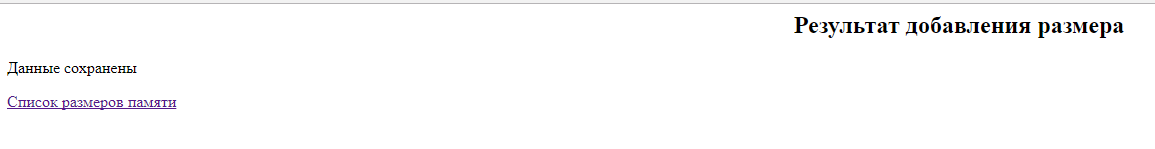 Результат добавления размера
Данные сохранены
Список размеров памяти